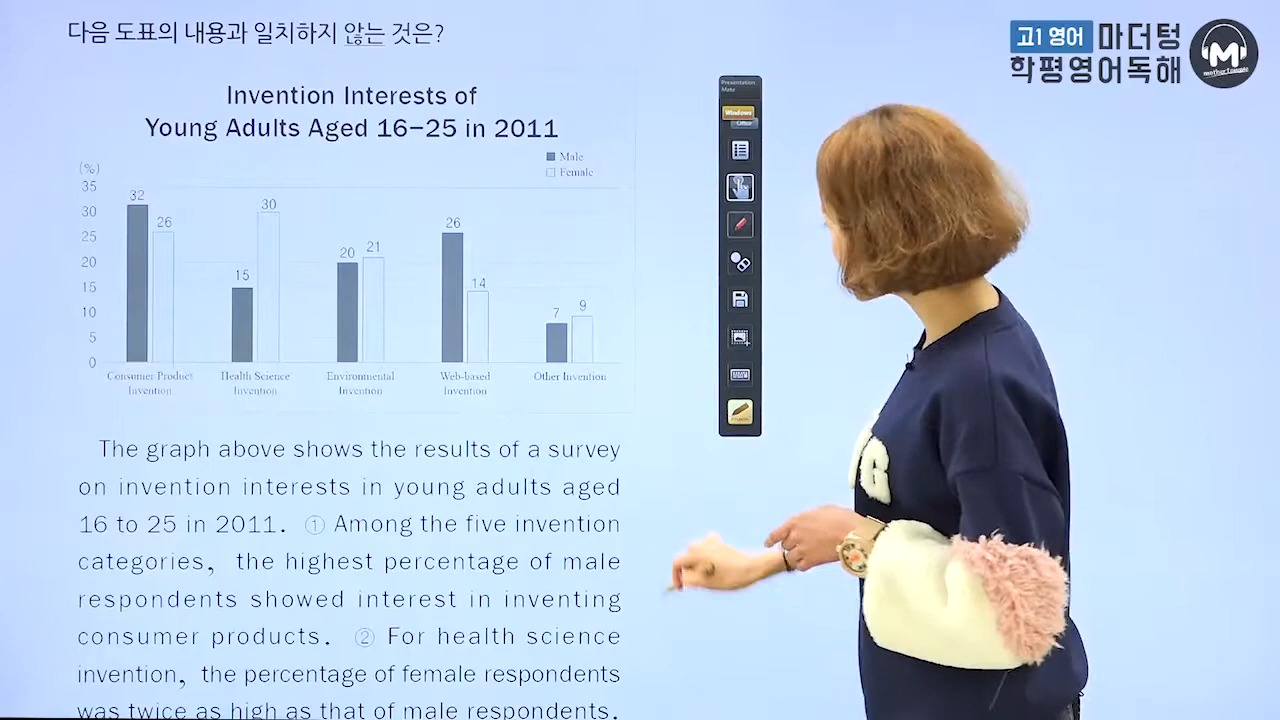 다음 도표의 내용과 일치하지 않는 것은?
고1 영어 마더텅
학평영어독해
M
mother tongue
Invention Interests of
Young Adults Aged 16−25 in 2011
Male
Female
(%)
35
30
25
20
15
10
5
0
32
26
15
30
20
21
26
14
7
9
Consumer Product
Invention
Health Science
Invention
Environmental
Invention
Web-based
Invention
Other Invention
Presentation
Mate
Windows
Office
The graph above shows the results of a survey
on invention interests in young adults aged
16 to 25 in 2011. ① Among the five invention
categories, the highest percentage of male
respondents showed interest in inventing
consumer products. ② For health science
invention, the percentage of female respondents
was twice as high as that of male respondents.